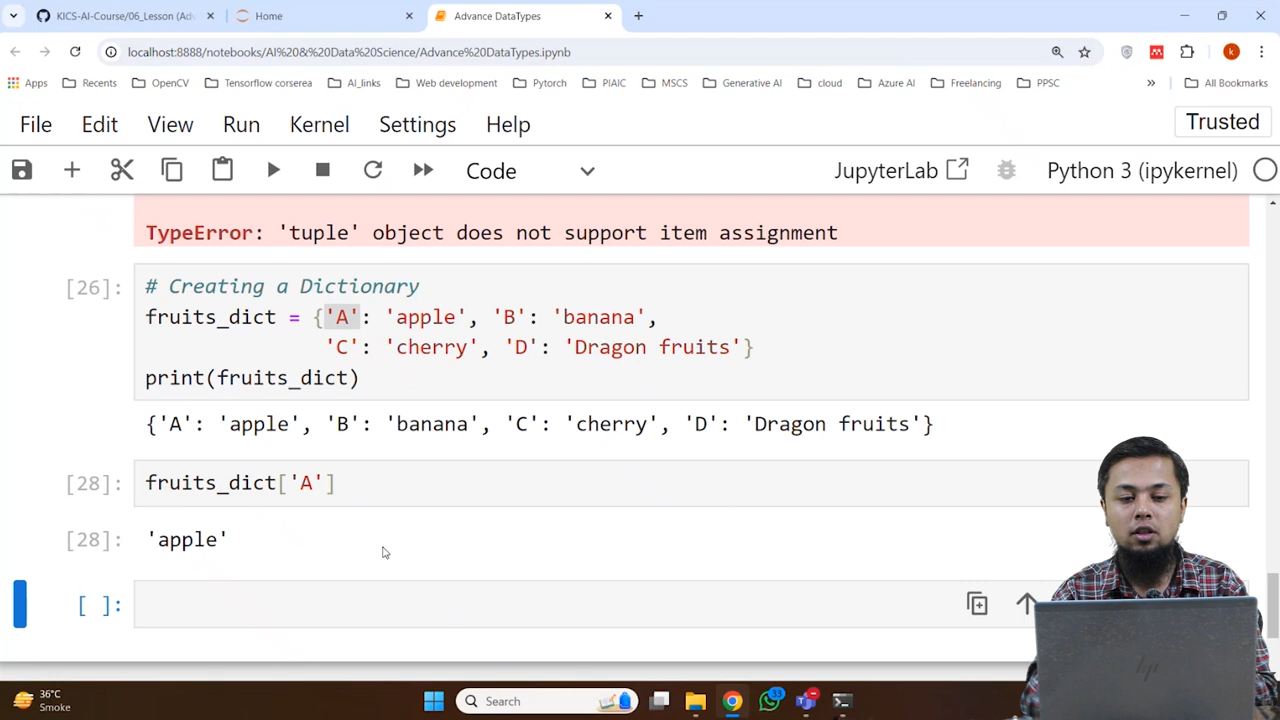 KICS-AI-Course/06_Lesson (Adv
Home
Advance DataTypes
localhost:8888/notebooks/AI%20&%20Data%20Science/Advance%20DataTypes.ipynb
k
Apps
Recents
OpenCV
Tensorflow corserea
AI_links
Web development
Pytorch
PIAIC
MSCS
Generative AI
cloud
Azure AI
Freelancing
PPSC
»
All Bookmarks
File Edit View Run Kernel Settings Help
Trusted
Code
JupyterLab
Python 3 (ipykernel)
TypeError: 'tuple' object does not support item assignment
[26]:
# Creating a Dictionary
fruits_dict = {'A': 'apple', 'B': 'banana',
'C': 'cherry', 'D': 'Dragon fruits'}
print(fruits_dict)
{'A': 'apple', 'B': 'banana', 'C': 'cherry', 'D': 'Dragon fruits'}
[28]:
fruits_dict['A']
[28]:
'apple'
[ ]:
hp
36°C
Smoke
Search
33